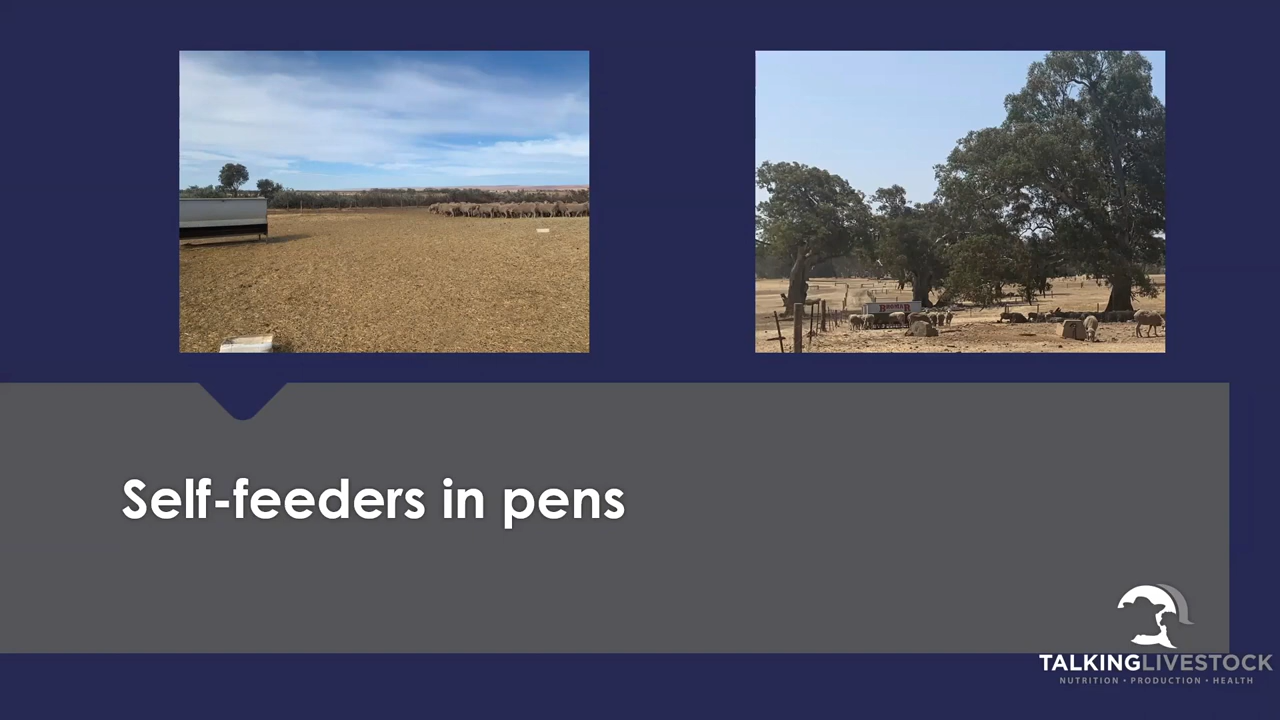 Self-feeders in pens
TALKINGLIVESTOCK
NUTRITION • PRODUCTION • HEALTH